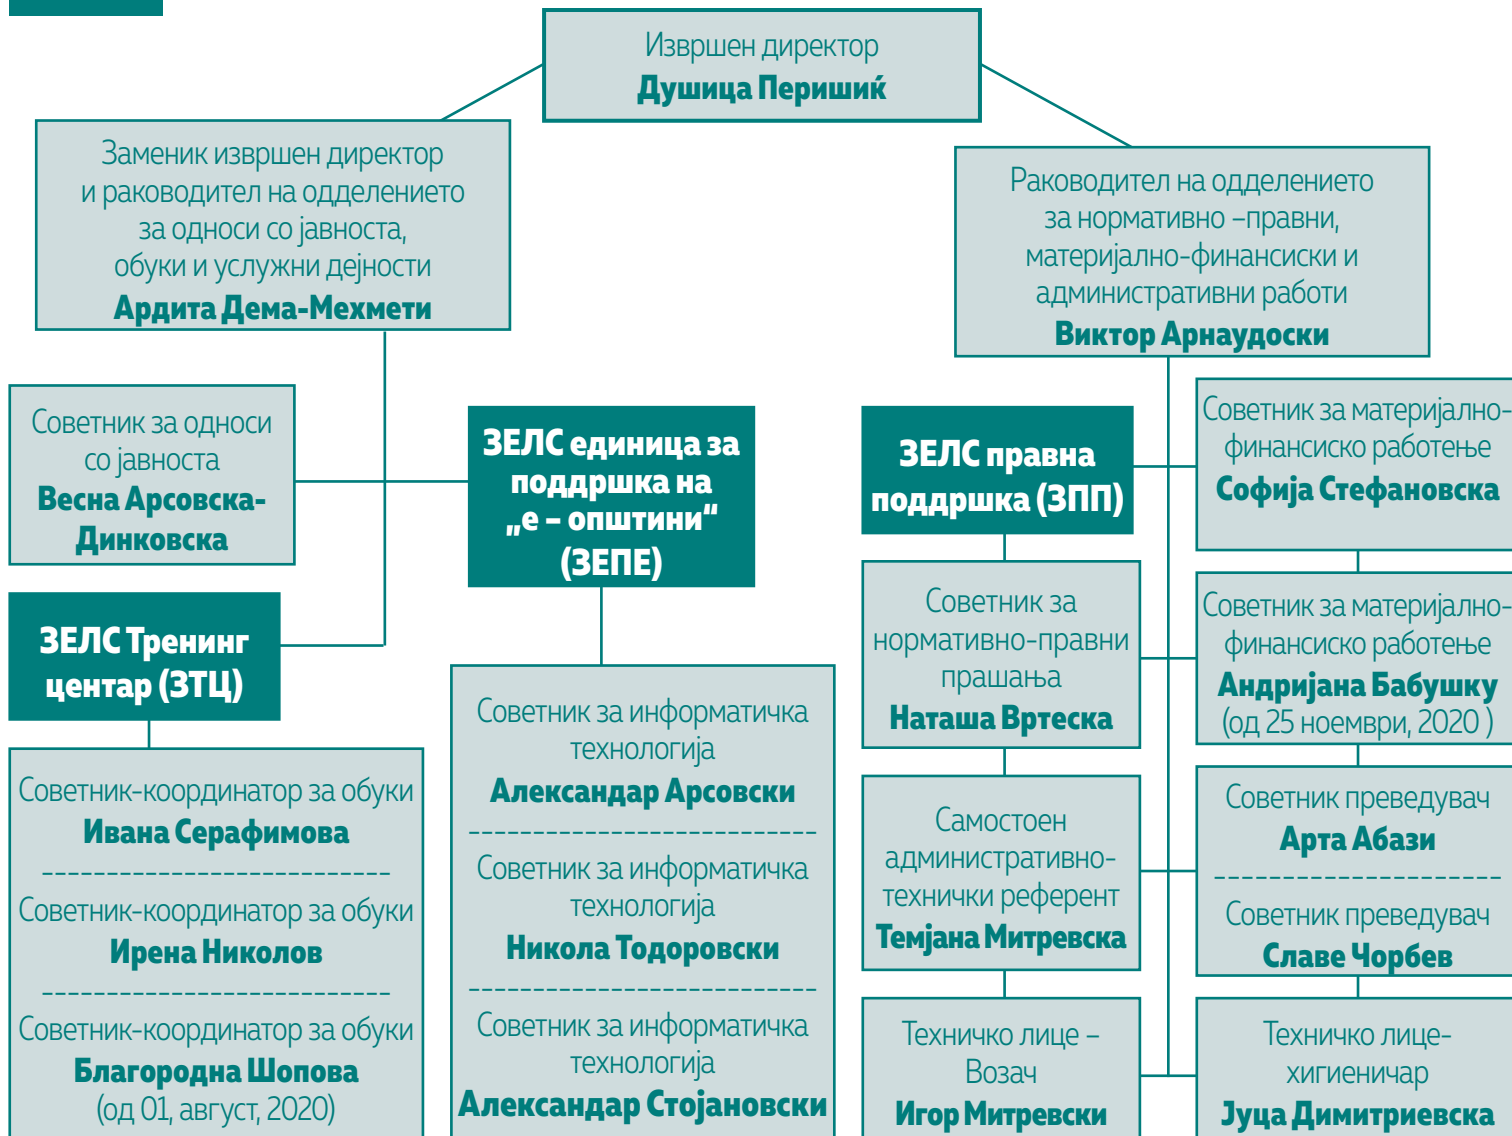 Извршен директор
Душица Перишиќ
Заменик извршен директор
и раководител на одделението
за односи со јавноста,
обуки и услужни дејности
Ардита Дема-Мехмети
Раководител на одделението
за нормативно –правни,
материјално-финансиски и
административни работи
Виктор Арнаудоски
Советник за односи
со јавноста
Весна Арсовска-
Динковска
ЗЕЛС единица за
поддршка на
„е – општини“
(ЗЕПЕ)
ЗЕЛС Тренинг
центар (ЗТЦ)
Советник-координатор за обуки
Ивана Серафимова
Советник-координатор за обуки
Ирена Николов
Советник-координатор за обуки
Благородна Шопова
(од 01, август, 2020)
Советник за информатичка
технологија
Александар Арсовски
Советник за информатичка
технологија
Никола Тодоровски
Советник за информатичка
технологија
Александар Стојановски
ЗЕЛС правна
поддршка (ЗПП)
Советник за
нормативно-правни
прашања
Наташа Вртеска
Самостоен
административно-
технички референт
Темјана Митревска
Техничко лице –
Возач
Игор Митревски
Советник за материјално-
финансиско работење
Софија Стефановска
Советник за материјално-
финансиско работење
Андријана Бабушку
(од 25 ноември, 2020 )
Советник преведувач
Арта Абази
Советник преведувач
Славе Чорбев
Техничко лице-
хигиеничар
Јуца Димитриевска